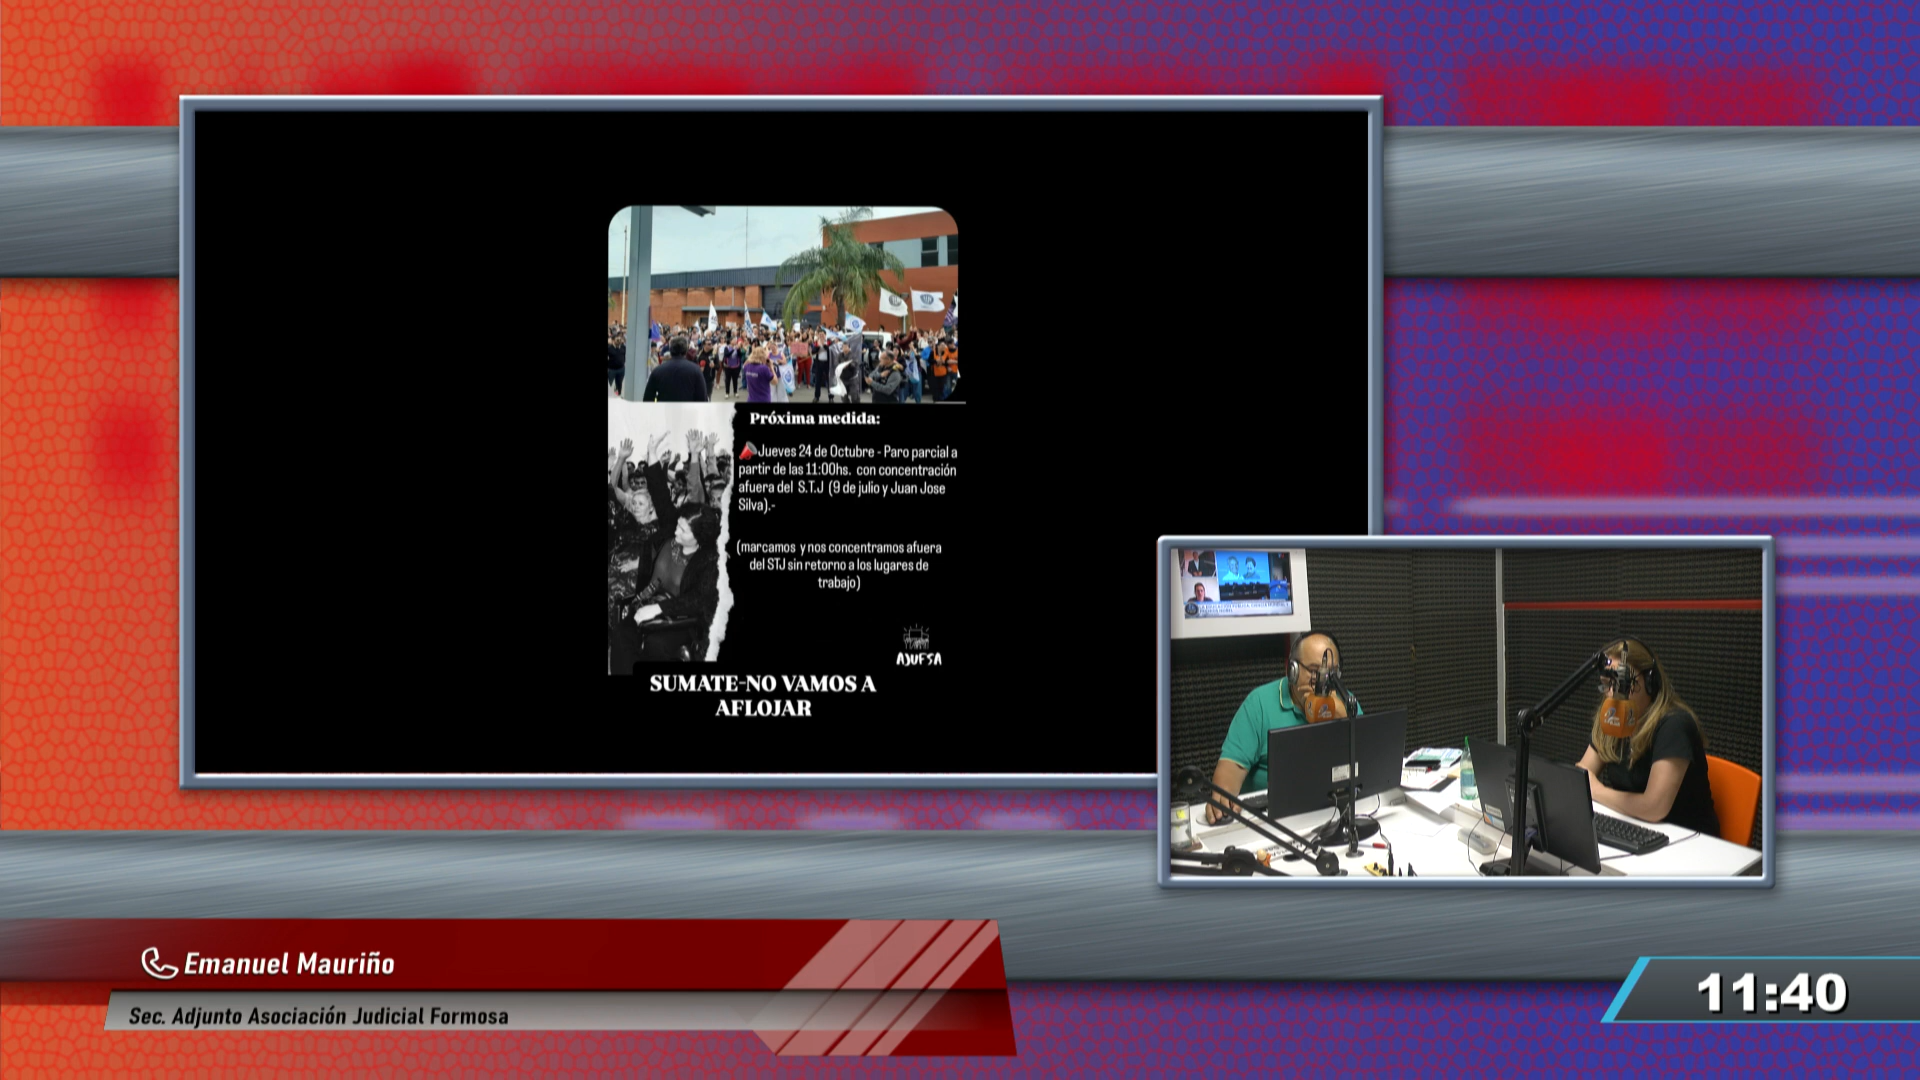 Próxima medida:
Jueves 24 de Octubre - Paro parcial a
partir de las 11:00hs. con concentración
afuera del S.T.J (9 de julio y Juan Jose
Silva).-
(marcamos y nos concentramos afuera
del STJ sin retorno a los lugares de
trabajo)
AJUFSA
SUMATE-NO VAMOS A
AFLOJAR
Emanuel Mauriño
Sec. Adjunto Asociación Judicial Formosa
11:40